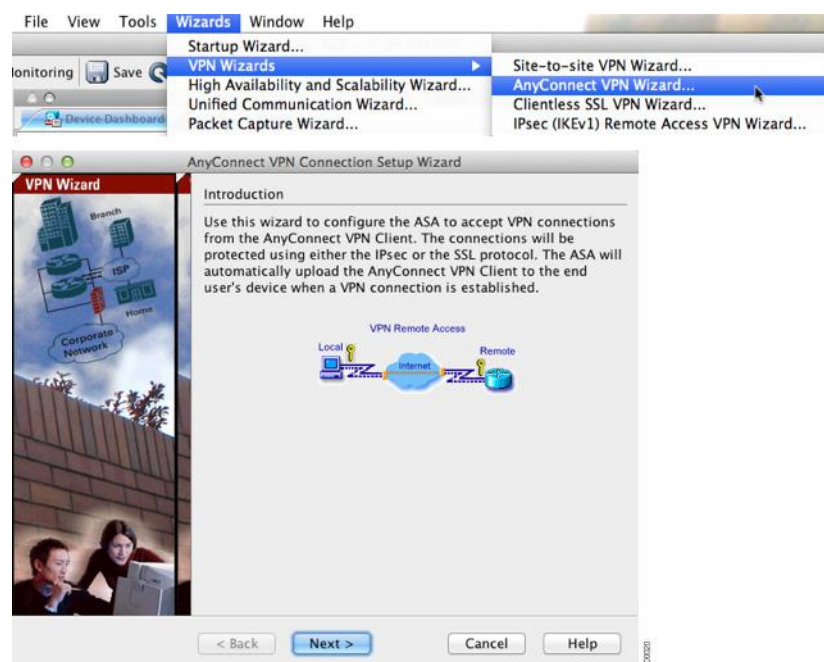 File View Tools Wizards Window Help
Startup Wizard...
VPN Wizards
High Availability and Scalability Wizard...
Unified Communication Wizard...
Packet Capture Wizard...
Site-to-site VPN Wizard...
AnyConnect VPN Wizard...
Clientless SSL VPN Wizard...
IPsec (IKEv1) Remote Access VPN Wizard...
onitoring Save
Device Dashboard
AnyConnect VPN Connection Setup Wizard
VPN Wizard
Branch
ISP
Home
Corporate
Network
Introduction
Use this wizard to configure the ASA to accept VPN connections
from the AnyConnect VPN Client. The connections will be
protected using either the IPsec or the SSL protocol. The ASA will
automatically upload the AnyConnect VPN Client to the end
user's device when a VPN connection is established.
VPN Remote Access
Local
Internet
Remote
< Back Next > Cancel Help